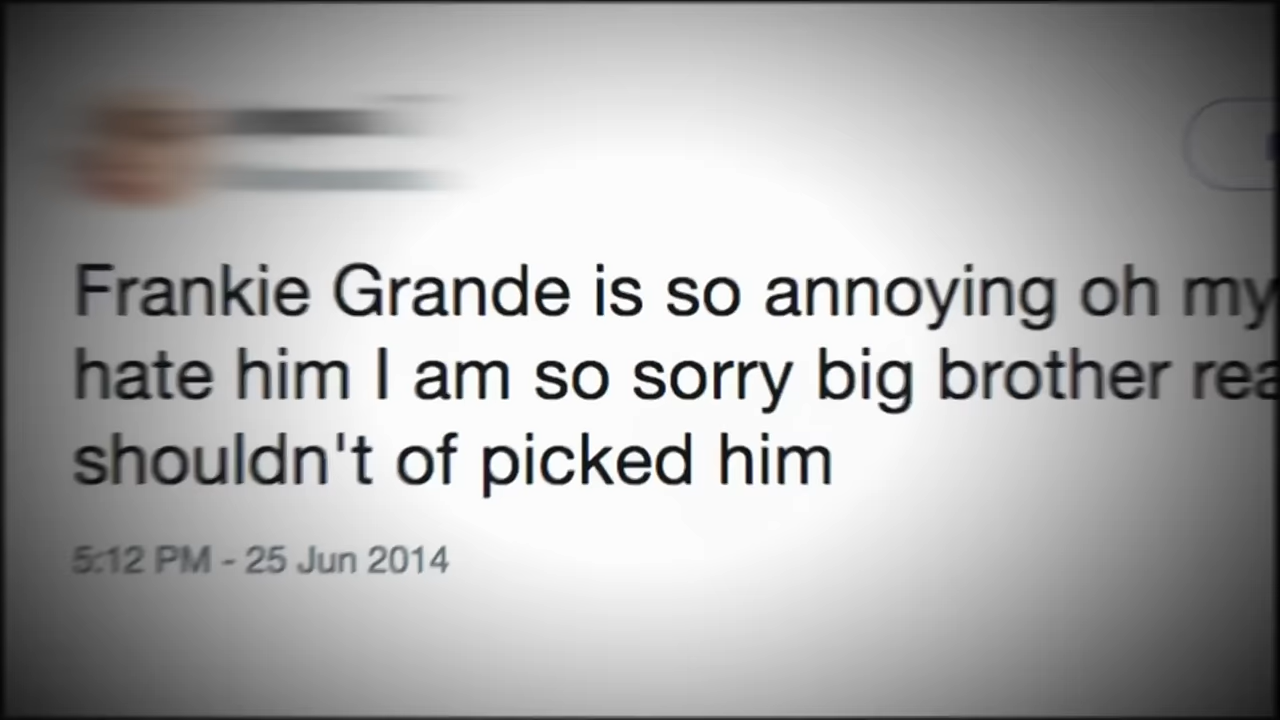 Frankie Grande is so annoying oh my
hate him I am so sorry big brother
shouldn't of picked him
5:12 PM - 25 Jun 2014